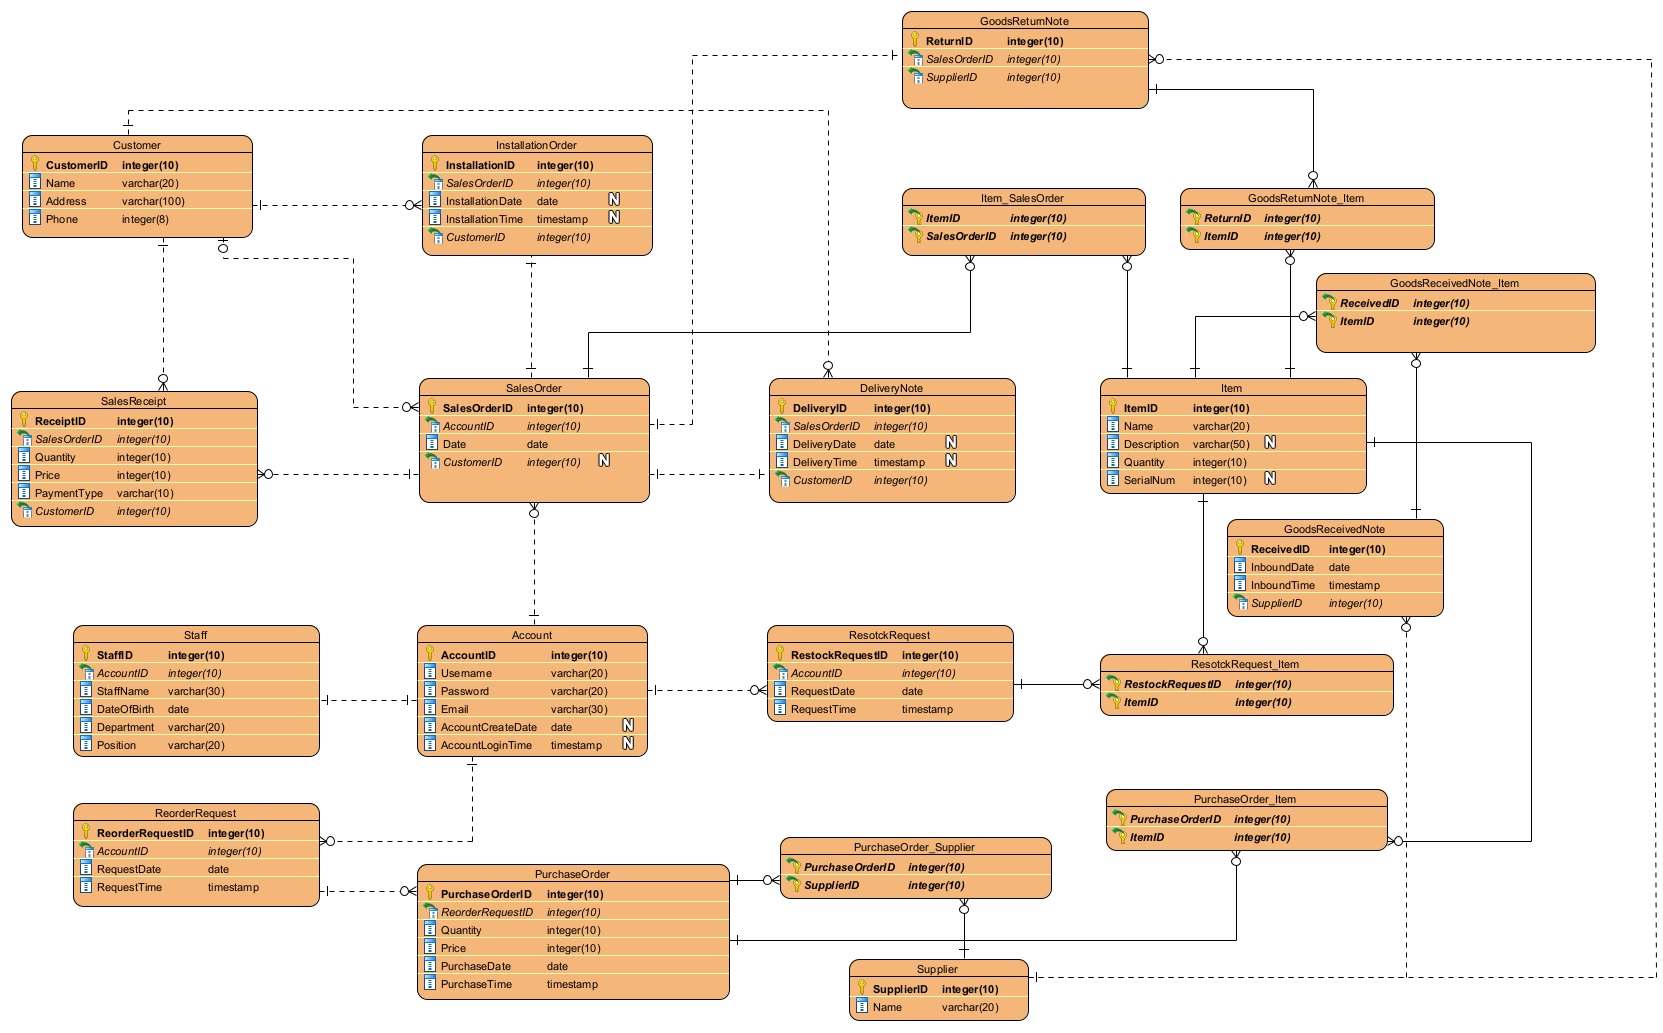 GoodsReturnNote
ReturnID integer(10)
SalesOrderID integer(10)
SupplierID integer(10)
Customer
CustomerID integer(10)
Name varchar(20)
Address varchar(100)
Phone integer(8)
InstallationOrder
InstallationID integer(10)
SalesOrderID integer(10)
InstallationDate date N
InstallationTime timestamp N
CustomerID integer(10)
Item_SalesOrder
ItemID integer(10)
SalesOrderID integer(10)
GoodsReturnNote_Item
ReturnID integer(10)
ItemID integer(10)
GoodsReceivedNote_Item
ReceivedID integer(10)
ItemID integer(10)
SalesReceipt
ReceiptID integer(10)
SalesOrderID integer(10)
Quantity integer(10)
Price integer(10)
PaymentType varchar(10)
CustomerID integer(10)
SalesOrder
SalesOrderID integer(10)
AccountID integer(10)
Date date
CustomerID integer(10) N
DeliveryNote
DeliveryID integer(10)
SalesOrderID integer(10)
DeliveryDate date N
DeliveryTime timestamp N
CustomerID integer(10)
Item
ItemID integer(10)
Name varchar(20)
Description varchar(50) N
Quantity integer(10)
SerialNum integer(10) N
GoodsReceivedNote
ReceivedID integer(10)
InboundDate date
InboundTime timestamp
SupplierID integer(10)
Staff
StaffID integer(10)
AccountID integer(10)
StaffName varchar(30)
DateOfBirth date
Department varchar(20)
Position varchar(20)
Account
AccountID integer(10)
Username varchar(20)
Password varchar(20)
Email varchar(30)
AccountCreateDate date N
AccountLoginTime timestamp N
ResotckRequest
RestockRequestID integer(10)
AccountID integer(10)
RequestDate date
RequestTime timestamp
ResotckRequest_Item
RestockRequestID integer(10)
ItemID integer(10)
ReorderRequest
ReorderRequestID integer(10)
AccountID integer(10)
RequestDate date
RequestTime timestamp
PurchaseOrder
PurchaseOrderID integer(10)
ReorderRequestID integer(10)
Quantity integer(10)
Price integer(10)
PurchaseDate date
PurchaseTime timestamp
PurchaseOrder_Supplier
PurchaseOrderID integer(10)
SupplierID integer(10)
PurchaseOrder_Item
PurchaseOrderID integer(10)
ItemID integer(10)
Supplier
SupplierID integer(10)
Name varchar(20)